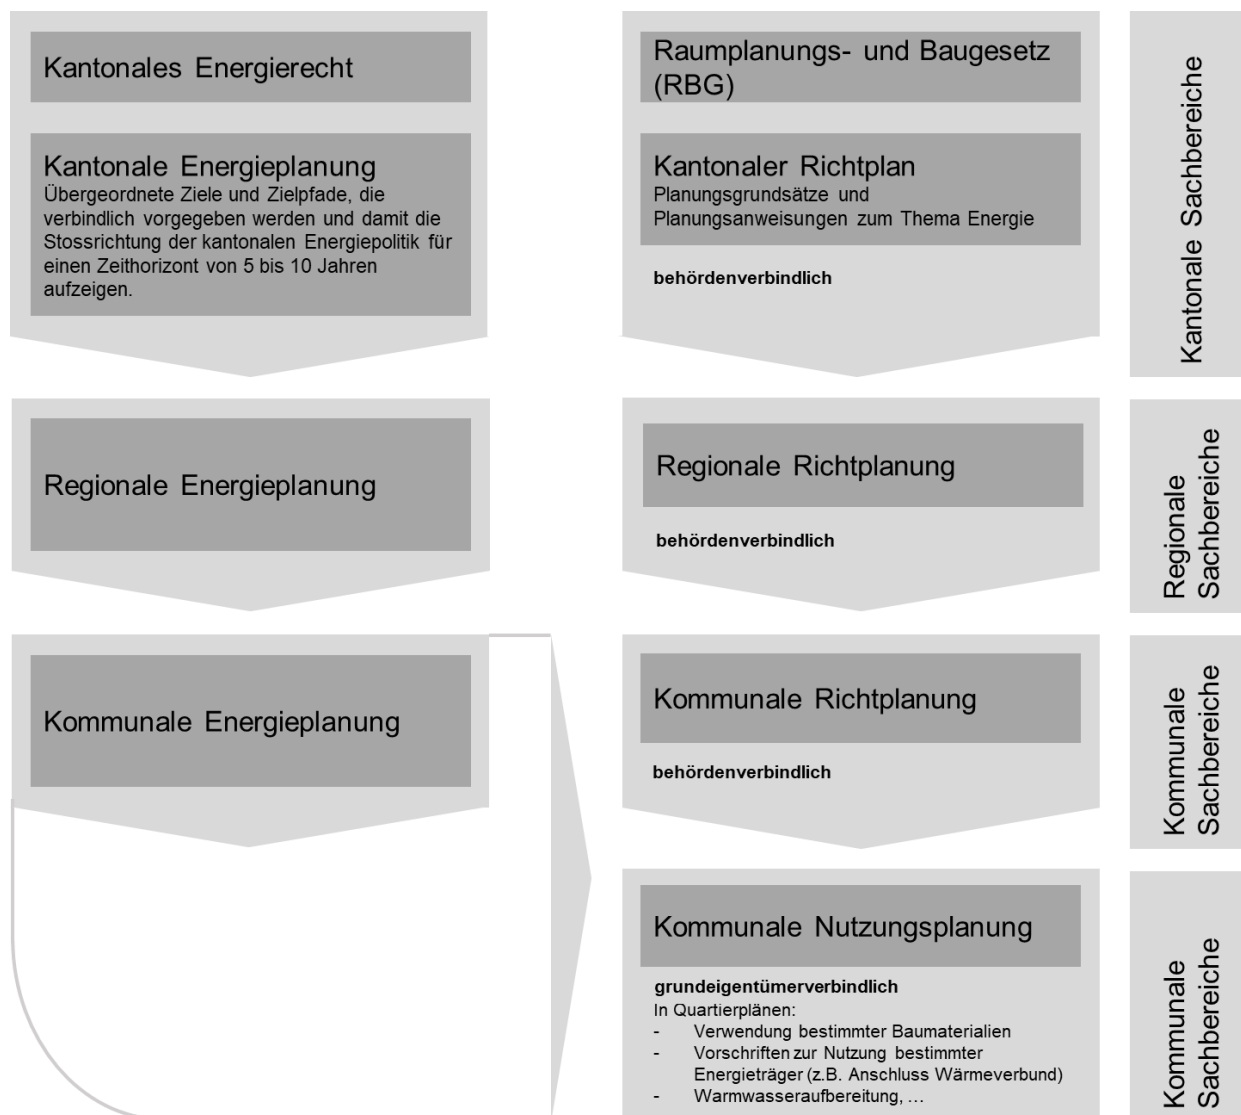 Kantonales Energierecht
Kantonale Energieplanung
Übergeordnete Ziele und Zielpfade, die
verbindlich vorgegeben werden und damit die
Stossrichtung der kantonalen Energiepolitik für
einen Zeithorizont von 5 bis 10 Jahren
aufzeigen.
Raumplanungs- und Baugesetz
(RBG)
Kantonaler Richtplan
Planungsgrundsätze und
Planungsanweisungen zum Thema Energie
behördenverbindlich
Kantonale Sachbereiche
Regionale Energieplanung
Regionale Richtplanung
behördenverbindlich
Regionale
Sachbereiche
Kommunale Energieplanung
Kommunale Richtplanung
behördenverbindlich
Kommunale
Sachbereiche
Kommunale Nutzungsplanung
grundeigentümerverbindlich
In Quartierplänen:
- Verwendung bestimmter Baumaterialien
- Vorschriften zur Nutzung bestimmter
Energieträger (z.B. Anschluss Wärmeverbund)
- Warmwasseraufbereitung, …
Kommunale
Sachbereiche